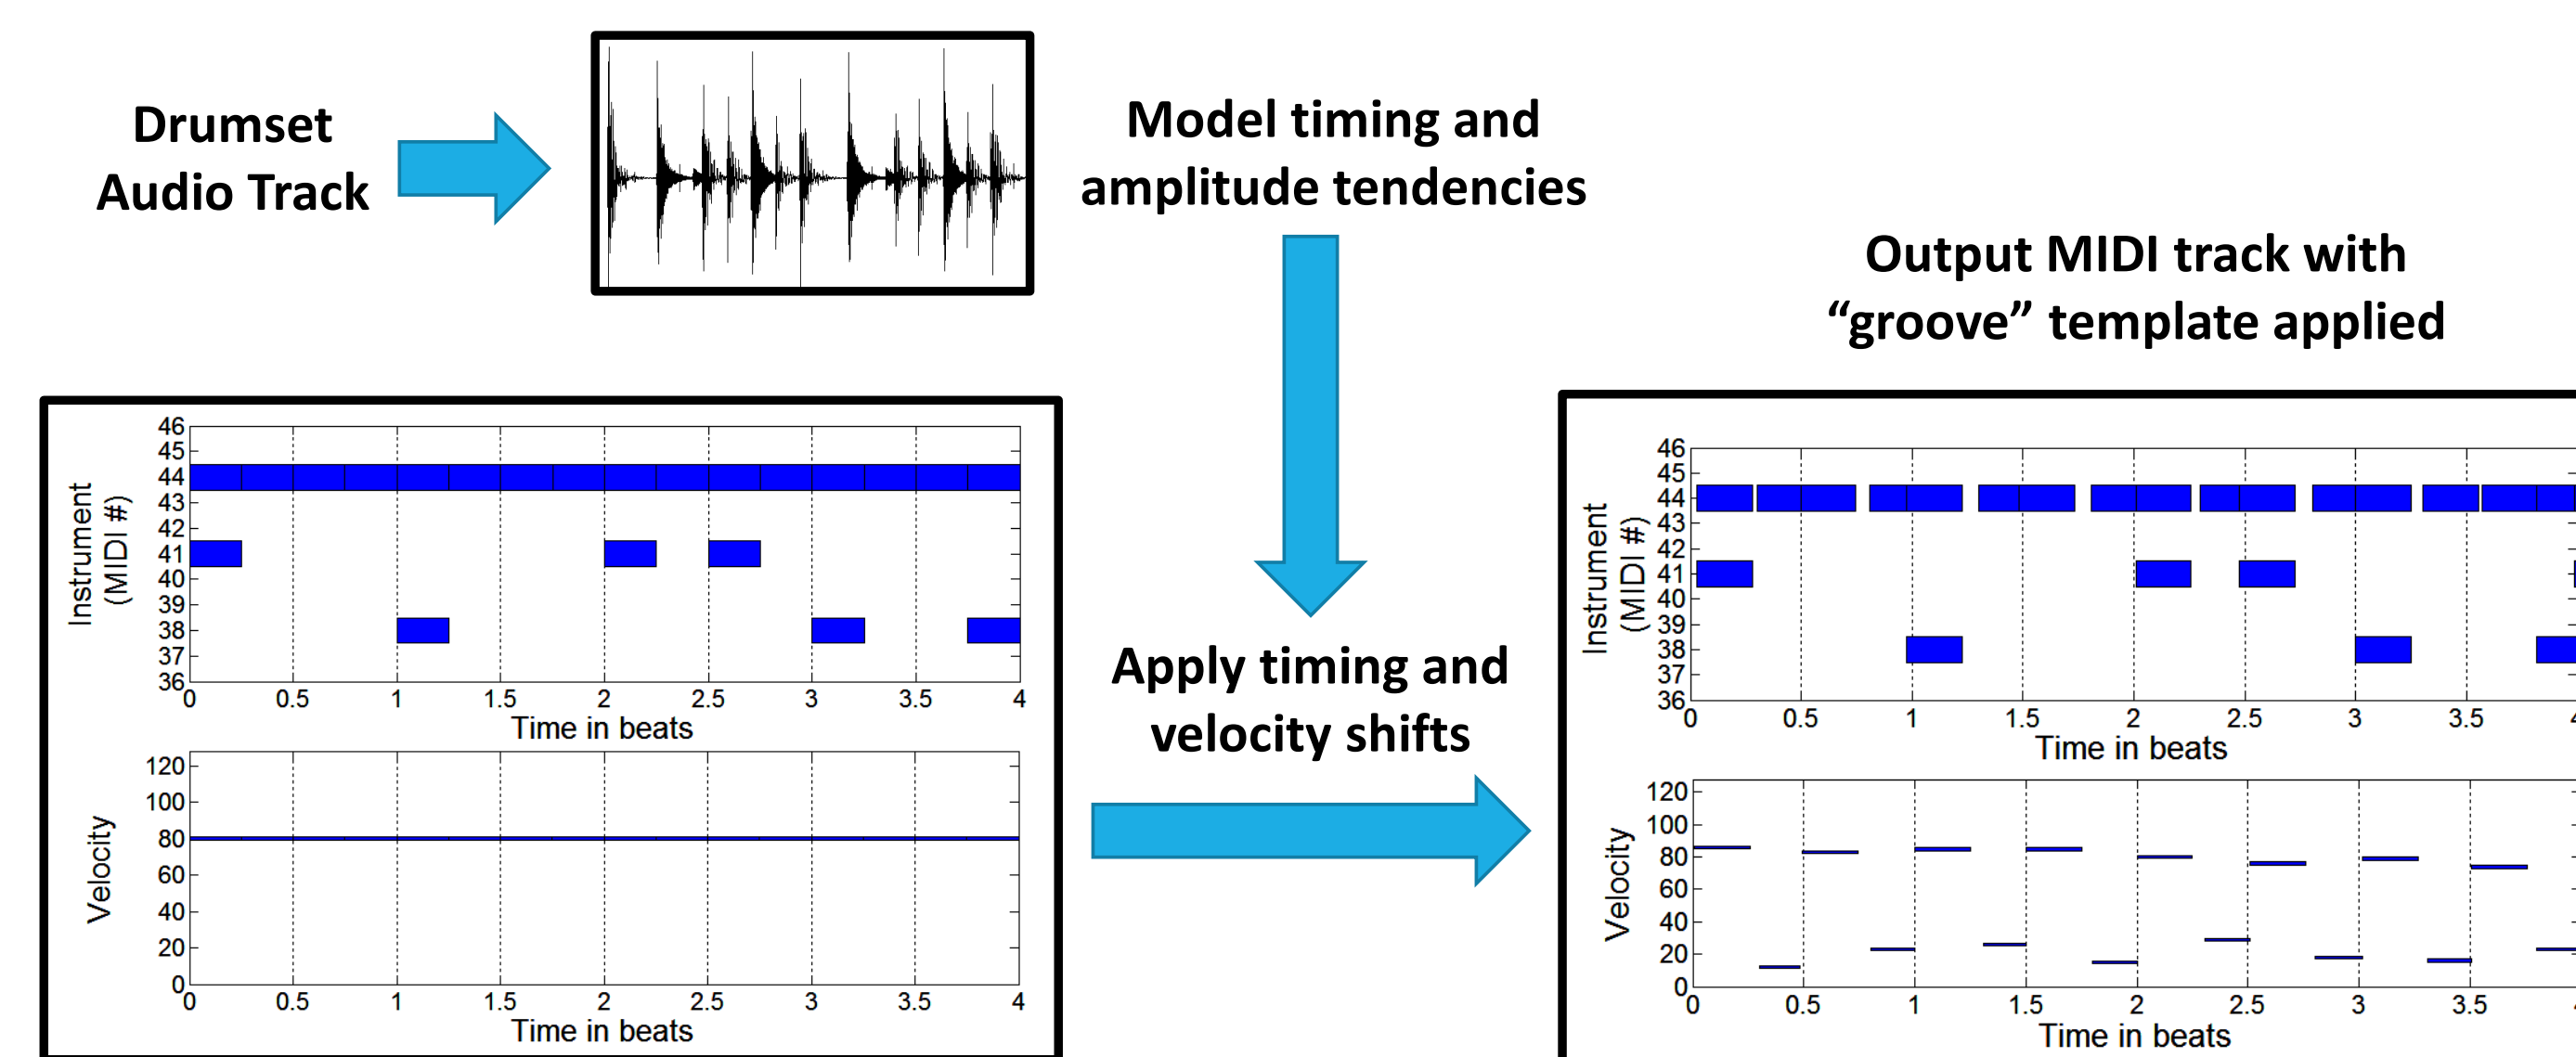 Drumset
Audio Track
Model timing and
amplitude tendencies
Output MIDI track with
“groove” template applied
Instrument
(MIDI #)
46
45
44
43
42
41
40
39
38
37
36
0 0.5 1 1.5 2 2.5 3 3.5 4
Time in beats
Velocity
120
100
80
60
40
20
0
0 0.5 1 1.5 2 2.5 3 3.5 4
Time in beats
Apply timing and
velocity shifts
Instrument
(MIDI #)
46
45
44
43
42
41
40
39
38
37
36
0 0.5 1 1.5 2 2.5 3 3.5
Time in beats
Velocity
120
100
80
60
40
20
0
0 0.5 1 1.5 2 2.5 3 3.5
Time in beats